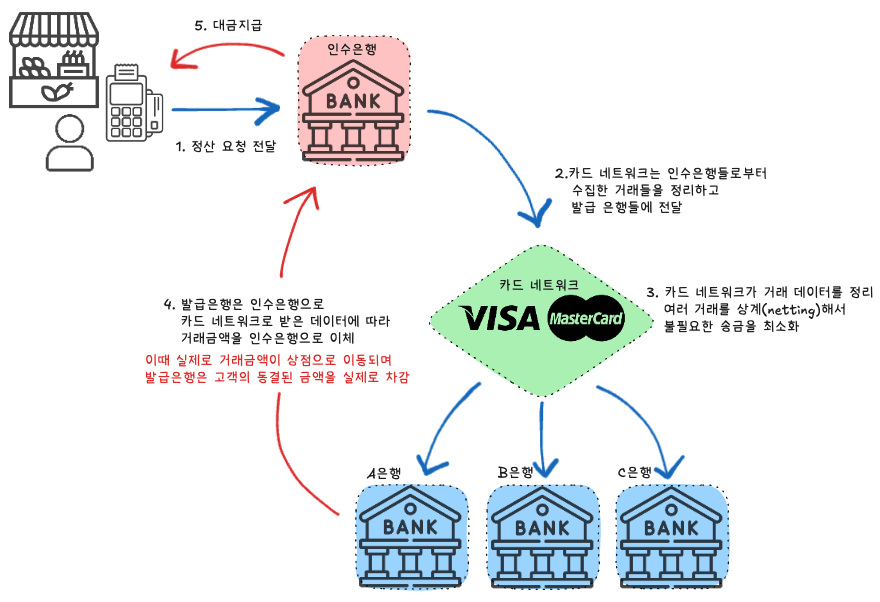 5. 대금지급
인수은행
BANK
1. 정산 요청 전달
2.카드 네트워크는 인수은행들로부터
수집한 거래들을 정리하고
발급 은행들에 전달
카드 네트워크
VISA MasterCard
3. 카드 네트워크가 거래 데이터를 정리
여러 거래를 상계(netting)해서
불필요한 송금을 최소화
4. 발급은행은 인수은행으로
카드 네트워크로 받은 데이터에 따라
거래금액을 인수은행으로 이체
이때 실제로 거래금액이 상점으로 이동되며
발급은행은 고객의 동결된 금액을 실제로 차감
A은행 B은행 C은행
BANK BANK BANK